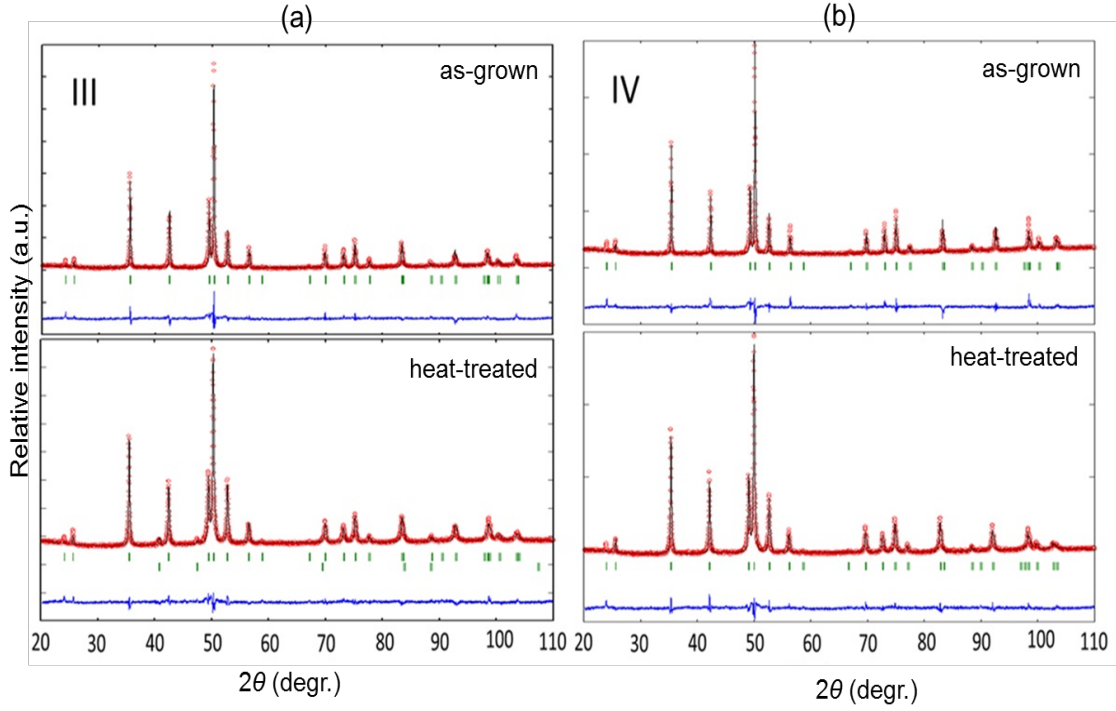 (a)
(b)
III
as-grown
IV
as-grown
heat-treated
heat-treated
Relative intensity (a.u.)
20 30 40 50 60 70 80 90 100 110
20 30 40 50 60 70 80 90 100 110
2θ (degr.)
2θ (degr.)